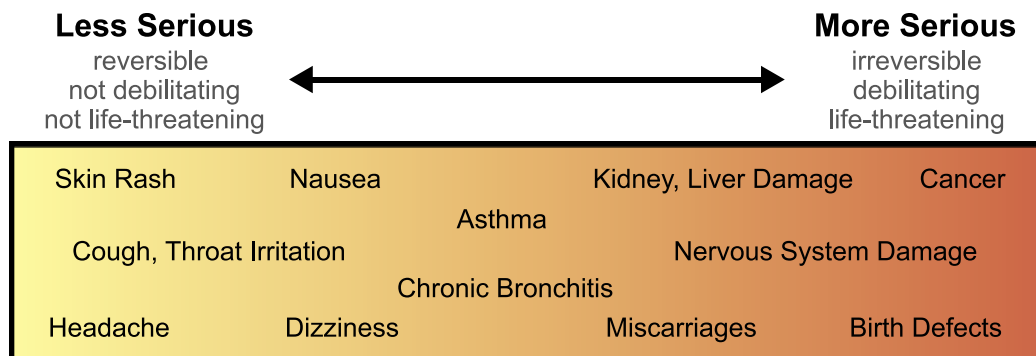 Less Serious
reversible
not debilitating
not life-threatening
More Serious
irreversible
debilitating
life-threatening
Skin Rash Nausea Kidney, Liver Damage Cancer
Asthma
Cough, Throat Irritation Nervous System Damage
Chronic Bronchitis
Headache Dizziness Miscarriages Birth Defects